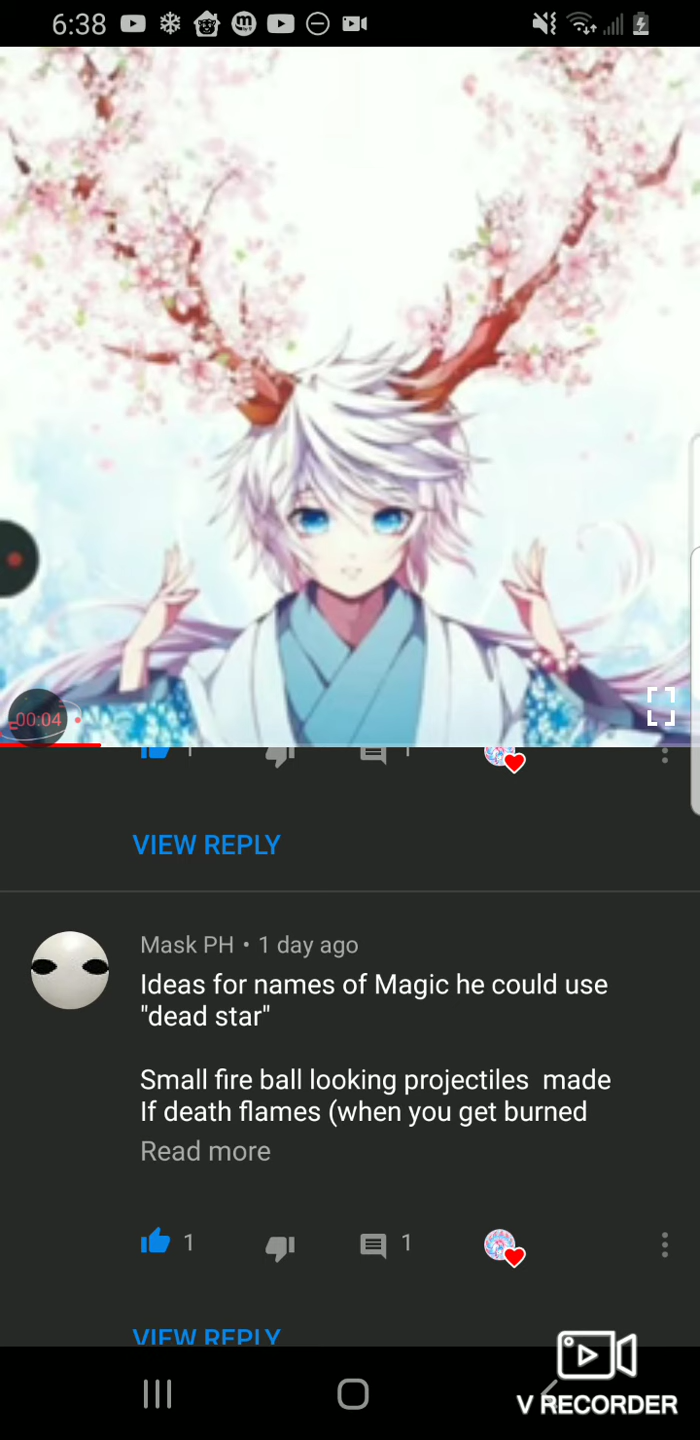 6:38
00:04
VIEW REPLY
Mask PH • 1 day ago
Ideas for names of Magic he could use
"dead star"
Small fire ball looking projectiles  made
If death flames (when you get burned
Read more
1
1
VIEW REPLY
V RECORDER